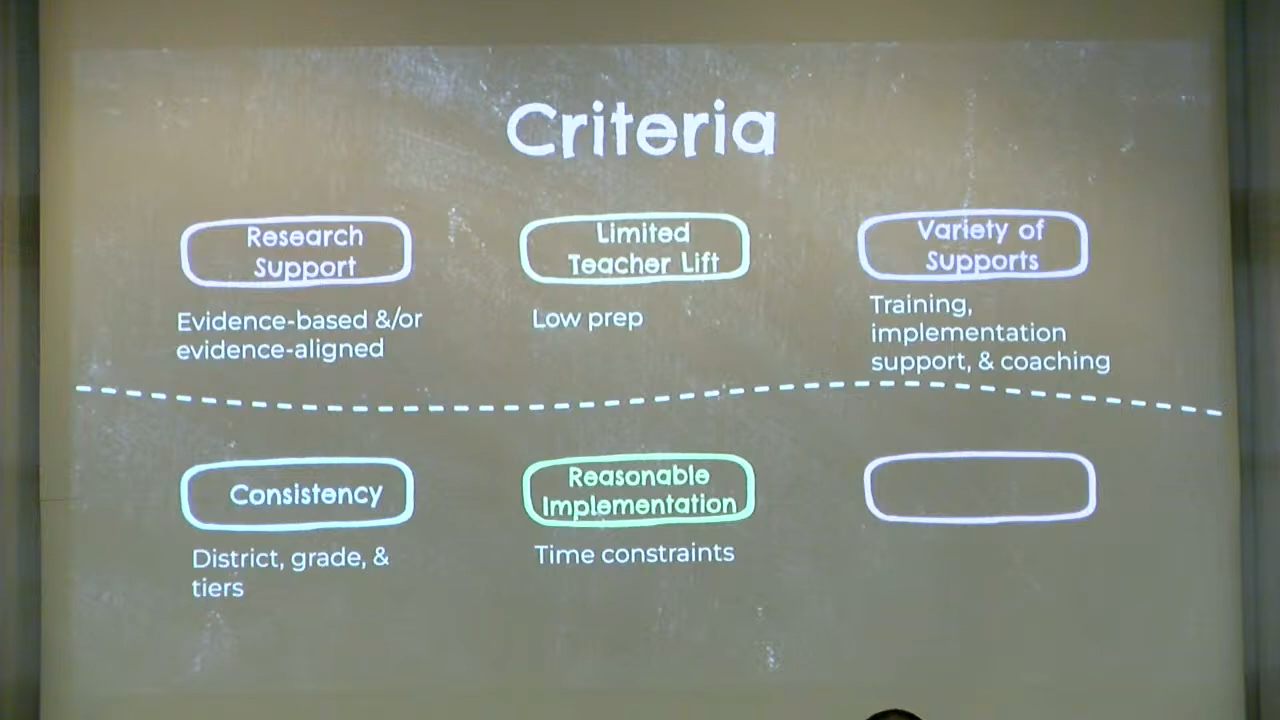 Criteria
Research
Support
Limited
Teacher Lift
Variety of
Supports
Evidence-based &/or
evidence-aligned
Low prep
Training,
implementation
support, & coaching
Consistency
Reasonable
Implementation
District, grade, &
tiers
Time constraints